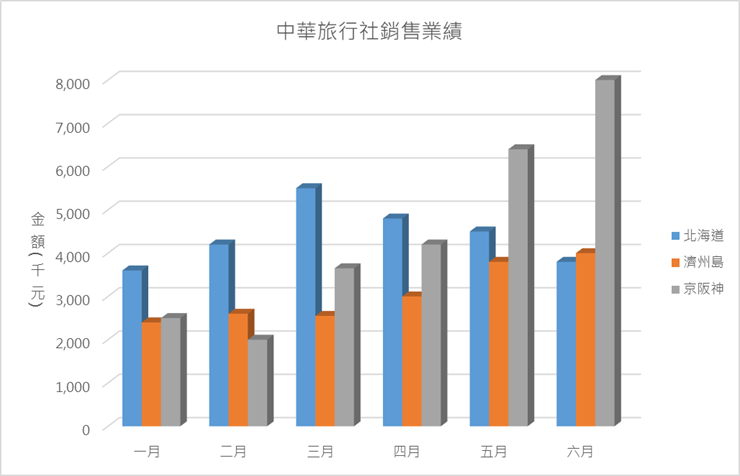 中華旅行社銷售業績
金額(千元)
8,000
7,000
6,000
5,000
4,000
3,000
2,000
1,000
0
一月 二月 三月 四月 五月 六月
北海道
濟州島
京阪神